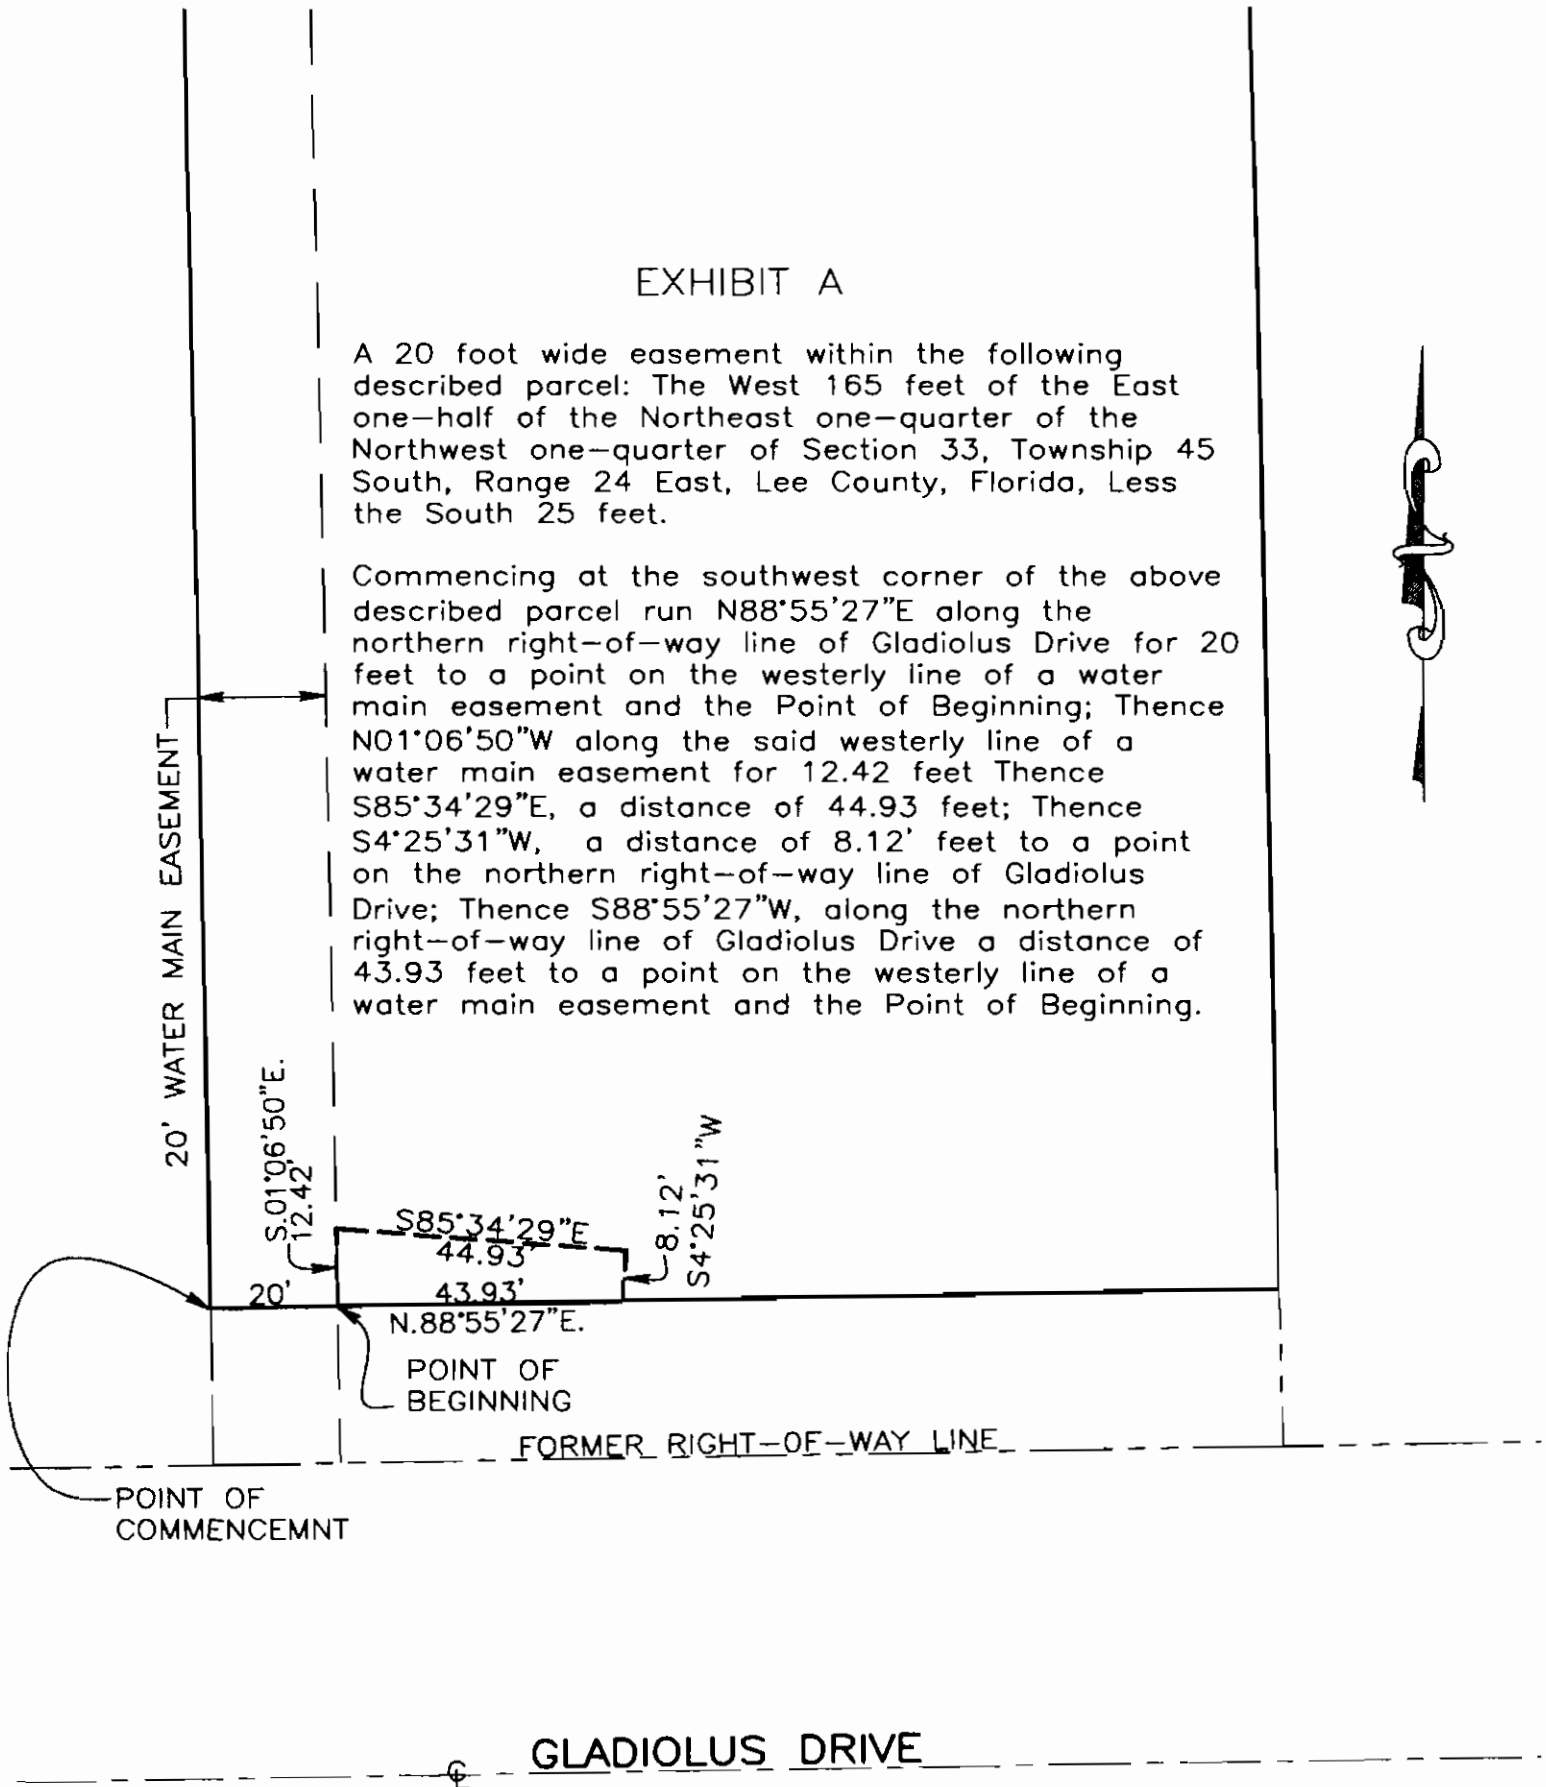 EXHIBIT A
A 20 foot wide easement within the following
described parcel: The West 165 feet of the East
one-half of the Northeast one-quarter of the
Northwest one-quarter of Section 33, Township 45
South, Range 24 East, Lee County, Florida, Less
the South 25 feet.
Commencing at the southwest corner of the above
described parcel run N88°55'27"E along the
northern right-of-way line of Gladiolus Drive for 20
feet to a point on the westerly line of a water
main easement and the Point of Beginning; Thence
N01°06'50"W along the said westerly line of a
water main easement for 12.42 feet Thence
S85°34'29"E, a distance of 44.93 feet; Thence
S4°25'31"W, a distance of 8.12' feet to a point
on the northern right-of-way line of Gladiolus
Drive; Thence S88°55'27"W, along the northern
right-of-way line of Gladiolus Drive a distance of
43.93 feet to a point on the westerly line of a
water main easement and the Point of Beginning.
20' WATER MAIN EASEMENT
S.01°06'50"E.
12.42'
S85°34'29"E
44.93'
8.12'
S4°25'31"W
20'
43.93'
N.88°55'27"E.
POINT OF
BEGINNING
FORMER RIGHT-OF-WAY LINE
POINT OF
COMMENCEMNT
GLADIOLUS DRIVE